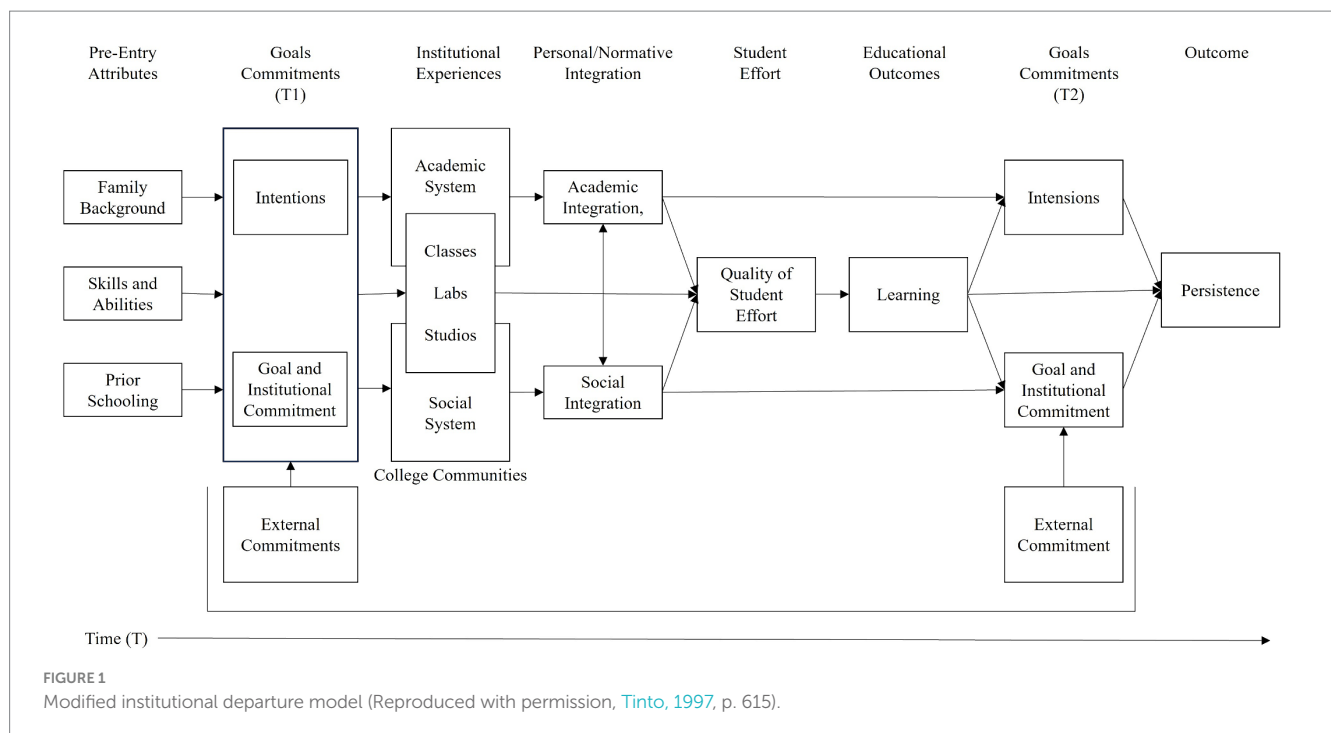 Pre-Entry
Attributes
Goals
Commitments
(T1)
Institutional
Experiences
Personal/Normative
Integration
Student
Effort
Educational
Outcomes
Goals
Commitments
(T2)
Outcome
Family
Background
Skills and
Abilities
Prior
Schooling
Intentions
Goal and
Institutional
Commitment
External
Commitments
Academic
System
Classes
Labs
Studios
Social
System
College Communities
Academic
Integration,
Social
Integration
Quality of
Student
Effort
Learning
Intensions
Goal and
Institutional
Commitment
External
Commitment
Persistence
Time (T)
FIGURE 1
Modified institutional departure model (Reproduced with permission, Tinto, 1997, p. 615).